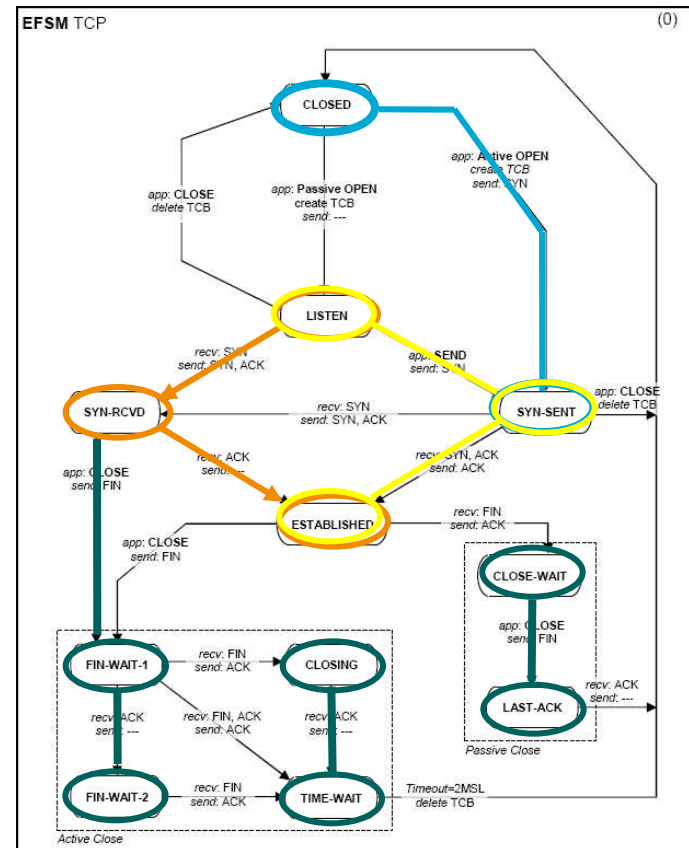 EFSM TCP
(0)
CLOSED
app: Active OPEN
create TCB
send: SYN
app: CLOSE
delete TCB
app: Passive OPEN
create TCB
send: ---
LISTEN
recv: SYN
send: SYN, ACK
app: SEND
send: SYN
SYN-RCVD
recv: SYN
send: SYN, ACK
SYN-SENT
app: CLOSE
delete TCB
app: CLOSE
send: FIN
recv: ACK
send: ---
recv: SYN, ACK
send: ACK
ESTABLISHED
recv: FIN
send: ACK
app: CLOSE
send: FIN
CLOSE-WAIT
app: CLOSE
send: FIN
FIN-WAIT-1
recv: FIN
send: ACK
CLOSING
recv: ACK
send: ---
LAST-ACK
recv: ACK
send: ---
recv: FIN, ACK
send: ACK
recv: ACK
send: ---
Passive Close
FIN-WAIT-2
recv: FIN
send: ACK
TIME-WAIT
Timeout=2MSL
delete TCB
Active Close